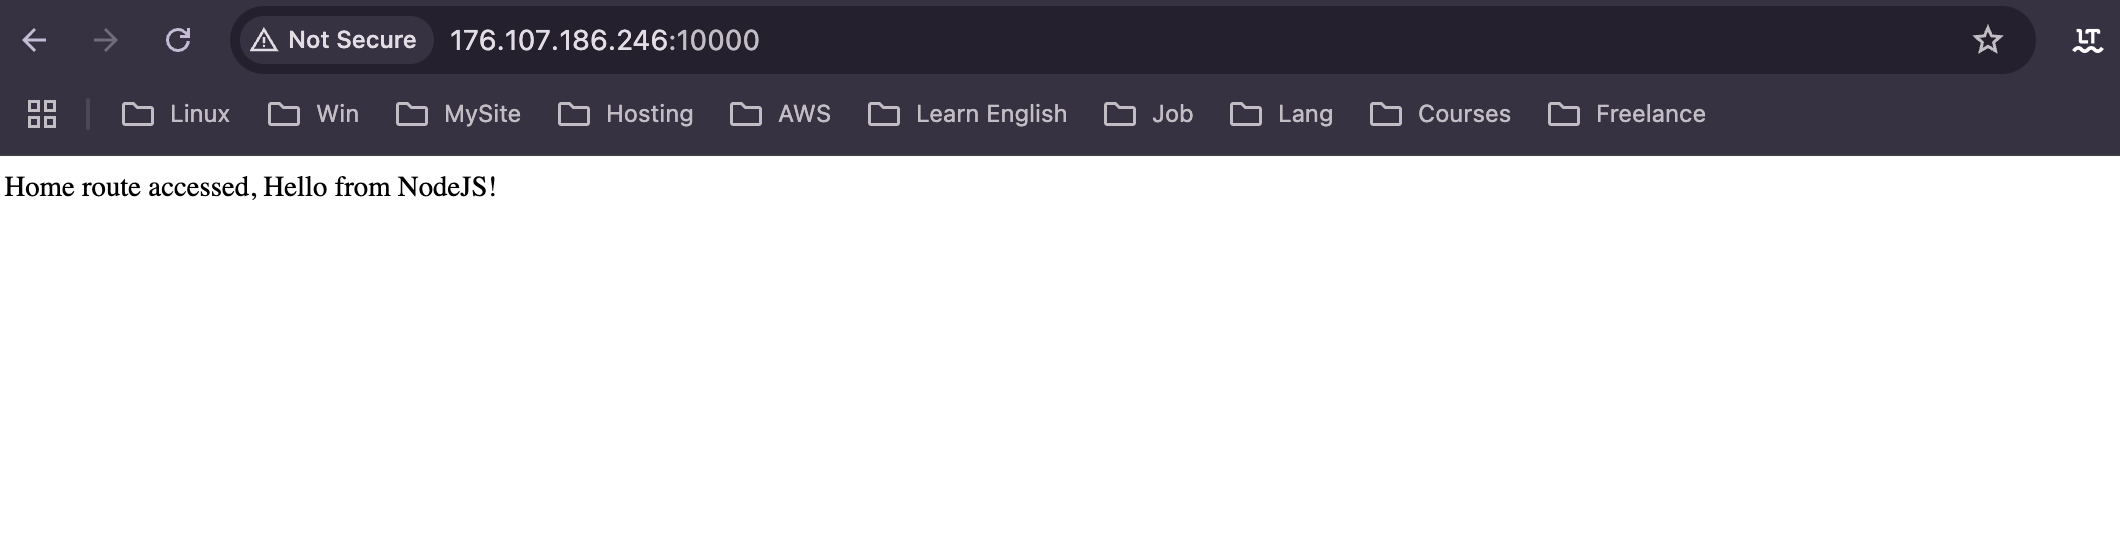 Not Secure 176.107.186.246:10000 LT
Linux Win MySite Hosting AWS Learn English Job Lang Courses Freelance
Home route accessed, Hello from NodeJS!